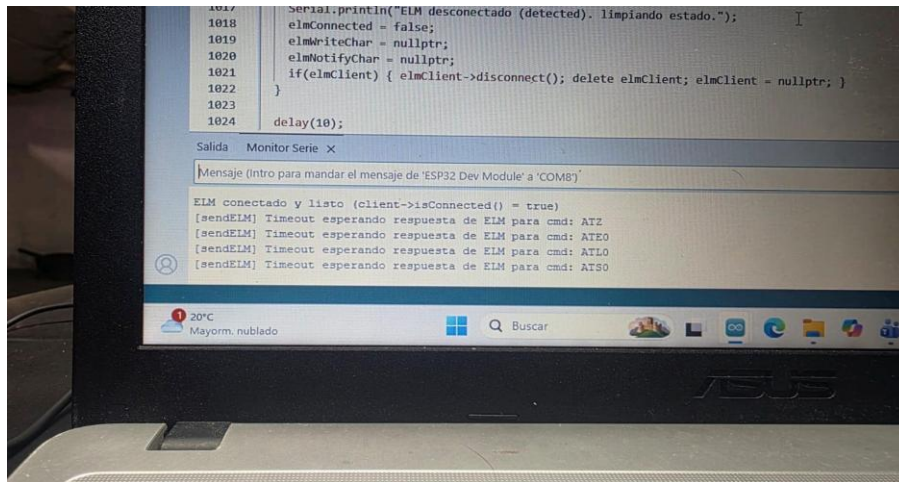 1017 Serial.println("ELM desconectado (detected). limpiando estado.");
1018 elmConnected = false;
1019 elmWriteChar = nullptr;
1020 elmNotifyChar = nullptr;
1021 if(elmClient) { elmClient->disconnect(); delete elmClient; elmClient = nullptr; }
1022 }
1023
1024 delay(10);
Salida Monitor Serie ×
Mensaje (Intro para mandar el mensaje de 'ESP32 Dev Module' a 'COM8')
ELM conectado y listo (client->isConnected() = true)
[sendELM] Timeout esperando respuesta de ELM para cmd: ATZ
[sendELM] Timeout esperando respuesta de ELM para cmd: ATE0
[sendELM] Timeout esperando respuesta de ELM para cmd: ATL0
[sendELM] Timeout esperando respuesta de ELM para cmd: ATS0
1
20°C
Mayorm. nublado
Buscar
ASUS